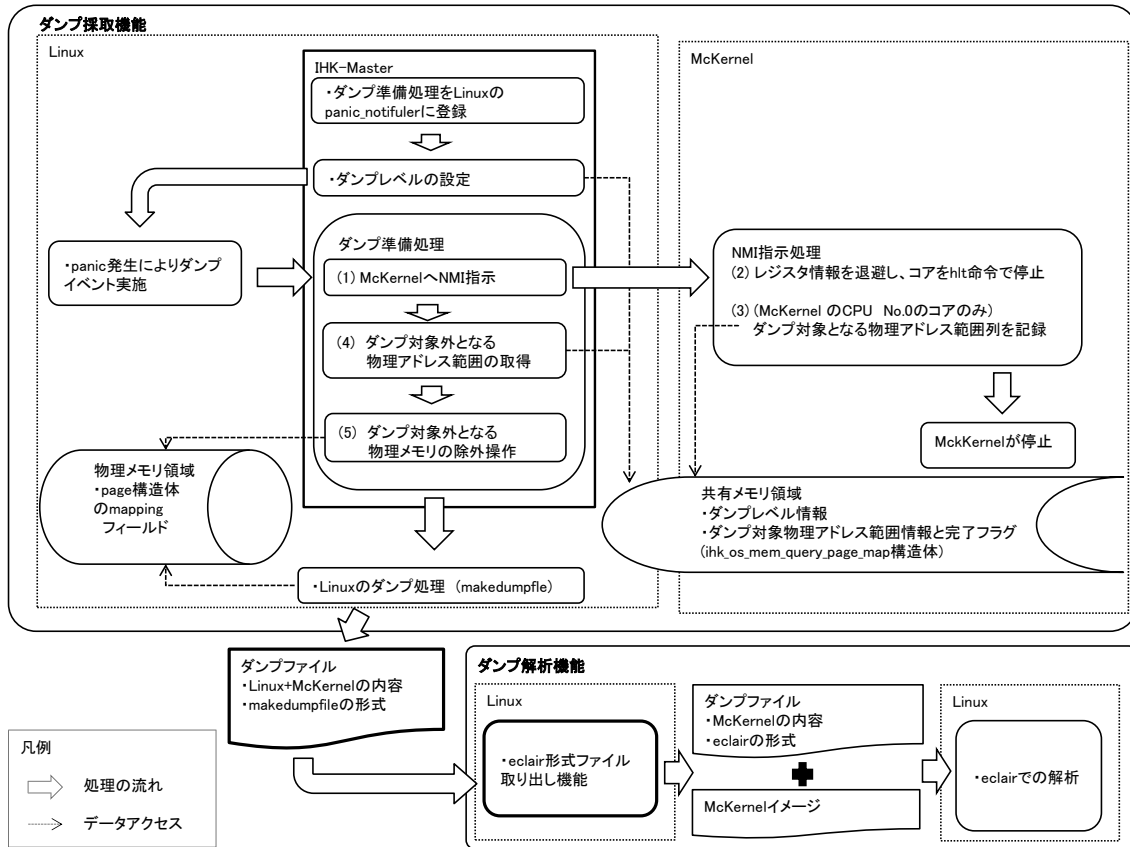 ダンプ採取機能
Linux
IHK-Master
・ダンプ準備処理をLinuxの
panic_notifulerに登録
・ダンプレベルの設定
・panic発生によりダンプ
イベント実施
ダンプ準備処理
(1) McKernelへNMI指示
(4) ダンプ対象外となる
物理アドレス範囲の取得
(5) ダンプ対象外となる
物理メモリの除外操作
物理メモリ領域
・page構造体
のmapping
フィールド
・Linuxのダンプ処理 (makedumpfle)
McKernel
NMI指示処理
(2) レジスタ情報を退避し、コアをhlt命令で停止
(3) (McKernel のCPU No.0のコアのみ)
ダンプ対象となる物理アドレス範囲列を記録
MckKernelが停止
共有メモリ領域
・ダンプレベル情報
・ダンプ対象物理アドレス範囲情報と完了フラグ
(ihk_os_mem_query_page_map構造体)
ダンプファイル
・Linux+McKernelの内容
・makedumpfileの形式
ダンプ解析機能
Linux
・eclair形式ファイル
取り出し機能
ダンプファイル
・McKernelの内容
・eclairの形式
McKernelイメージ
Linux
・eclairでの解析
凡例
処理の流れ
データアクセス